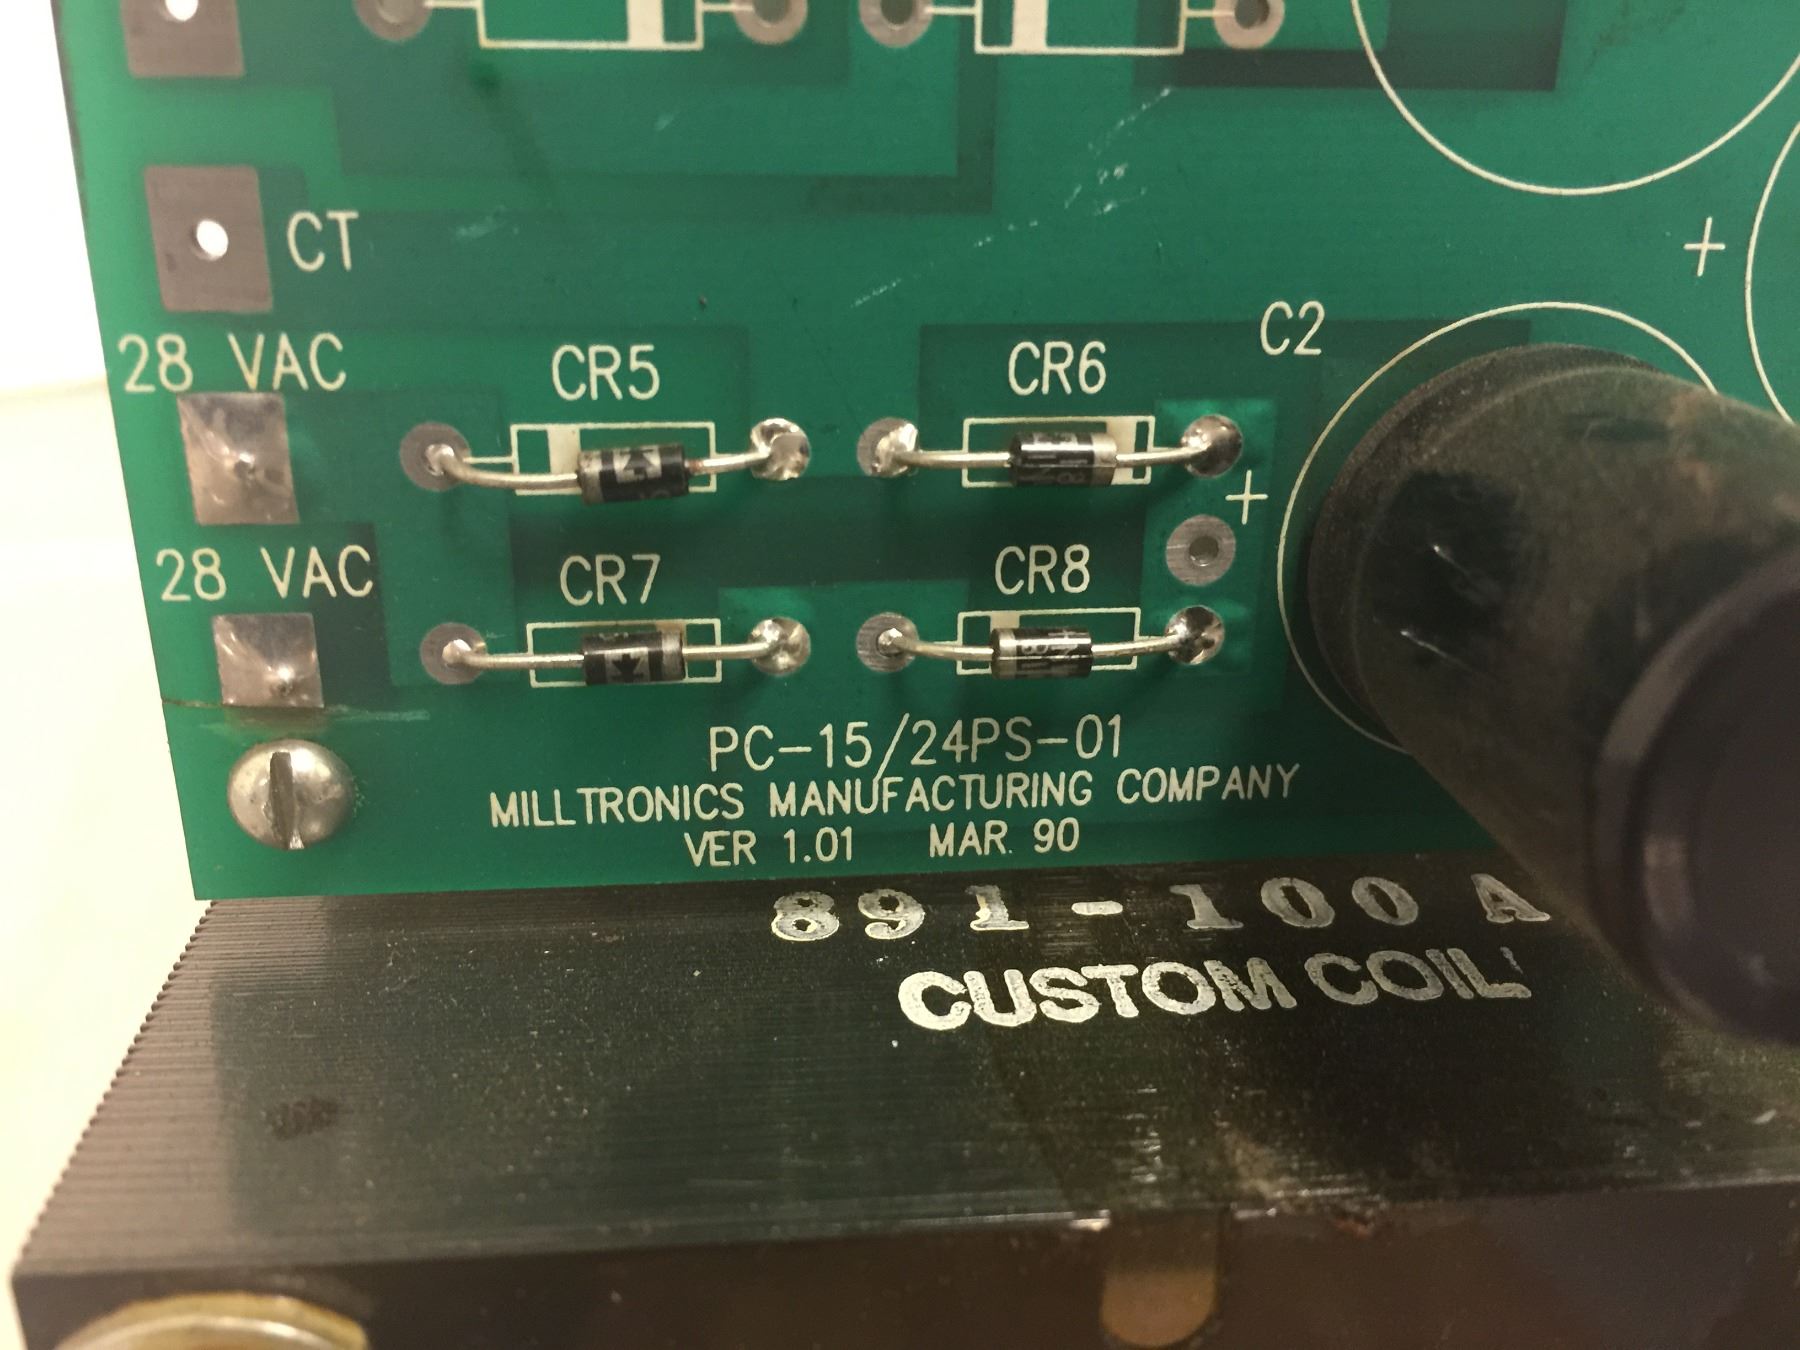 CT
28 VAC
CR5
CR6
C2
+
+
28 VAC
CR7
CR8
PC-15/24PS-01
MILLTRONICS MANUFACTURING COMPANY
VER 1.01 MAR. 90
891-100 A
CUSTOM COIL